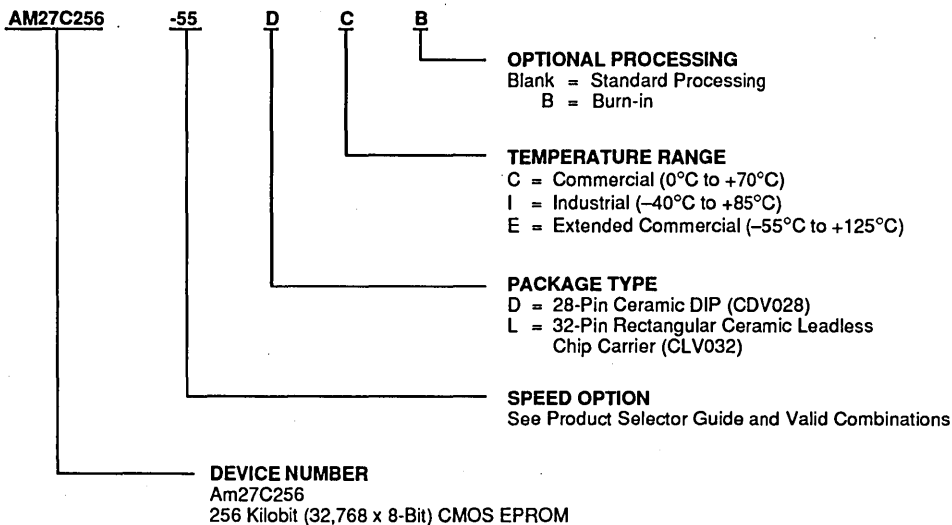 AM27C256 -55 D C B
OPTIONAL PROCESSING
Blank = Standard Processing
B = Burn-in
TEMPERATURE RANGE
C = Commercial (0°C to +70°C)
I = Industrial (–40°C to +85°C)
E = Extended Commercial (–55°C to +125°C)
PACKAGE TYPE
D = 28-Pin Ceramic DIP (CDV028)
L = 32-Pin Rectangular Ceramic Leadless
Chip Carrier (CLV032)
SPEED OPTION
See Product Selector Guide and Valid Combinations
DEVICE NUMBER
Am27C256
256 Kilobit (32,768 x 8-Bit) CMOS EPROM